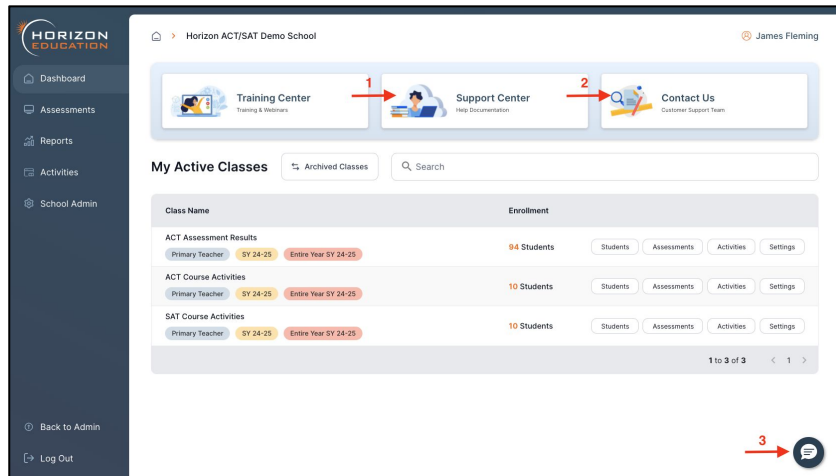 HORIZON
EDUCATION
Horizon ACT/SAT Demo School
James Fleming
Dashboard
Assessments
Reports
Activities
School Admin
Back to Admin
Log Out
1
2
Training Center
Training & Webinars
Support Center
Help Documentation
Contact Us
Customer Support Team
My Active Classes
Archived Classes
Search
Class Name Enrollment
ACT Assessment Results
Primary Teacher SY 24-25 Entire Year SY 24-25
94 Students Students Assessments Activities Settings
ACT Course Activities
Primary Teacher SY 24-25 Entire Year SY 24-25
10 Students Students Assessments Activities Settings
SAT Course Activities
Primary Teacher SY 24-25 Entire Year SY 24-25
10 Students Students Assessments Activities Settings
1 to 3 of 3 < 1 >
3